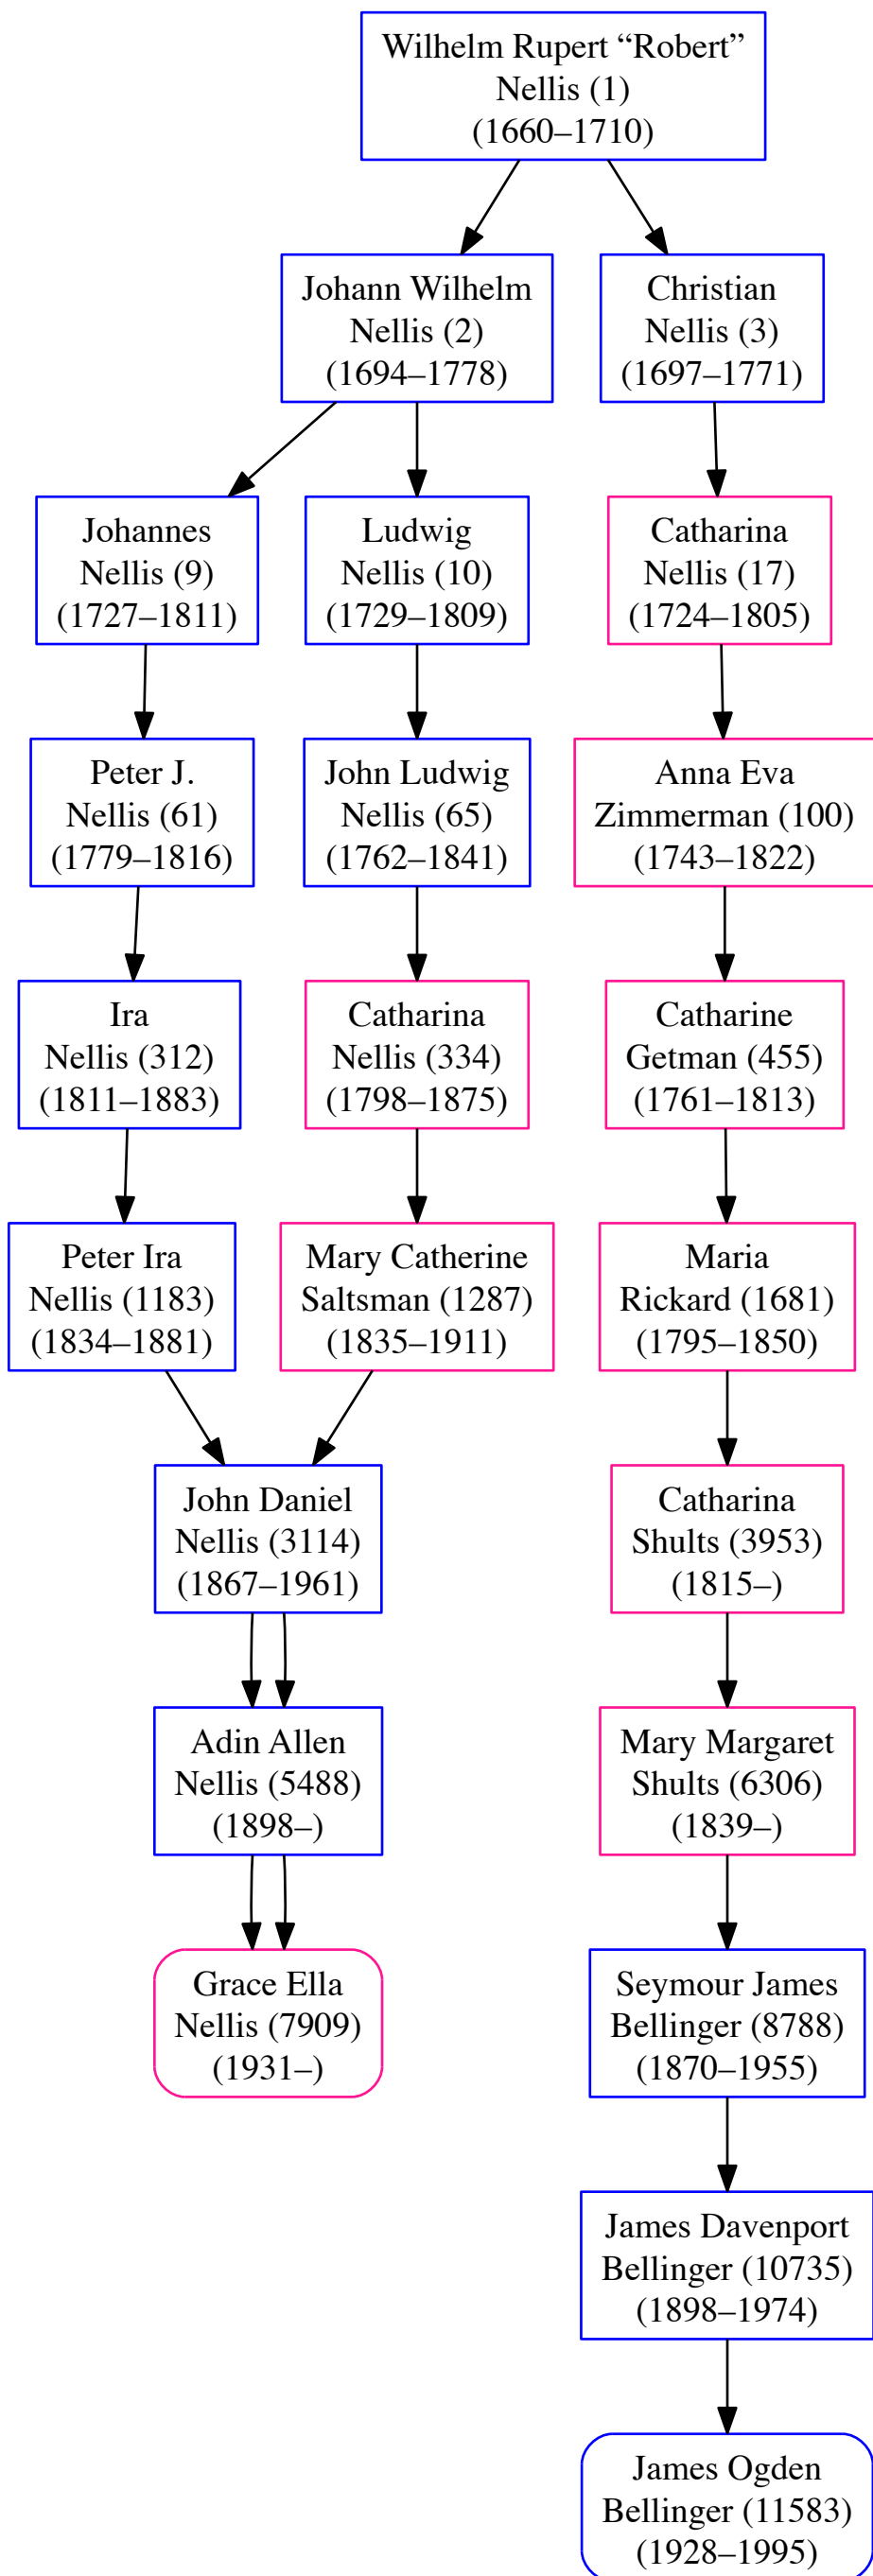 Wilhelm Rupert “Robert”
Nellis (1)
(1660–1710)
Johann Wilhelm
Nellis (2)
(1694–1778)
Christian
Nellis (3)
(1697–1771)
Johannes
Nellis (9)
(1727–1811)
Ludwig
Nellis (10)
(1729–1809)
Catharina
Nellis (17)
(1724–1805)
Peter J.
Nellis (61)
(1779–1816)
John Ludwig
Nellis (65)
(1762–1841)
Anna Eva
Zimmerman (100)
(1743–1822)
Ira
Nellis (312)
(1811–1883)
Catharina
Nellis (334)
(1798–1875)
Catharine
Getman (455)
(1761–1813)
Peter Ira
Nellis (1183)
(1834–1881)
Mary Catherine
Saltsman (1287)
(1835–1911)
Maria
Rickard (1681)
(1795–1850)
John Daniel
Nellis (3114)
(1867–1961)
Catharina
Shults (3953)
(1815–)
Adin Allen
Nellis (5488)
(1898–)
Mary Margaret
Shults (6306)
(1839–)
Grace Ella
Nellis (7909)
(1931–)
Seymour James
Bellinger (8788)
(1870–1955)
James Davenport
Bellinger (10735)
(1898–1974)
James Ogden
Bellinger (11583)
(1928–1995)